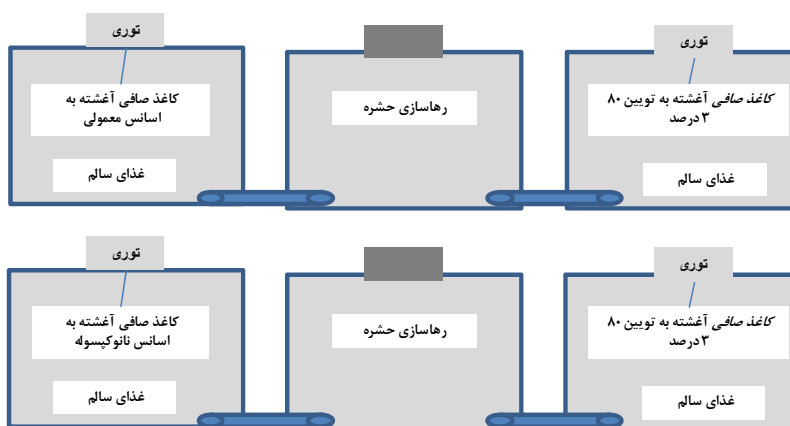 توری
توری
کاغذ صافی آغشته به
اسانس معمولی
رهاسازی حشره
کاغذ صافی آغشته به تویین ۸۰
۳ درصد
غذای سالم
غذای سالم
توری
توری
کاغذ صافی آغشته به
اسانس نانوکپسوله
رهاسازی حشره
کاغذ صافی آغشته به تویین ۸۰
۳ درصد
غذای سالم
غذای سالم